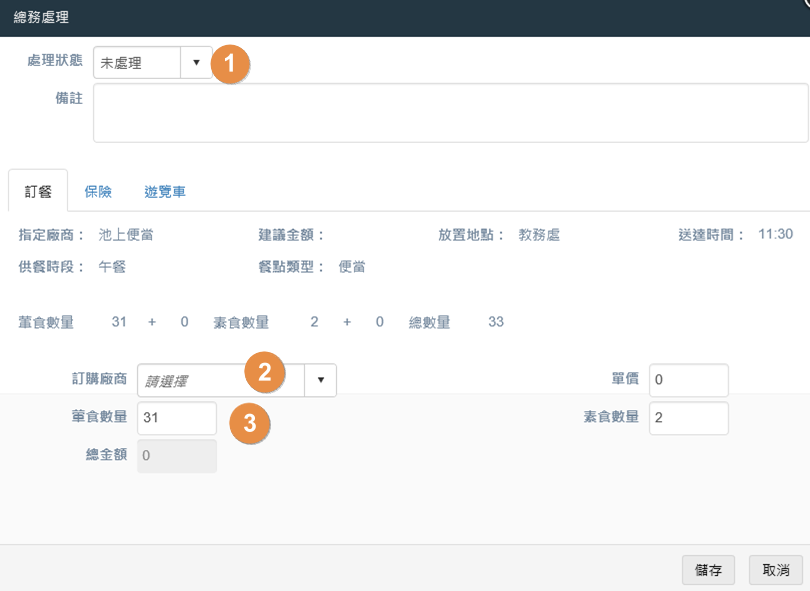 總務處理
處理狀態 未處理 ▼ 1
備註
訂餐 保險 遊覽車
指定廠商： 池上便當 建議金額： 放置地點： 教務處 送達時間： 11:30
供餐時段： 午餐 餐點類型： 便當
葷食數量 31 + 0 素食數量 2 + 0 總數量 33
訂購廠商 請選擇 2 ▼ 單價 0
葷食數量 31 3 素食數量 2
總金額 0
儲存 取消